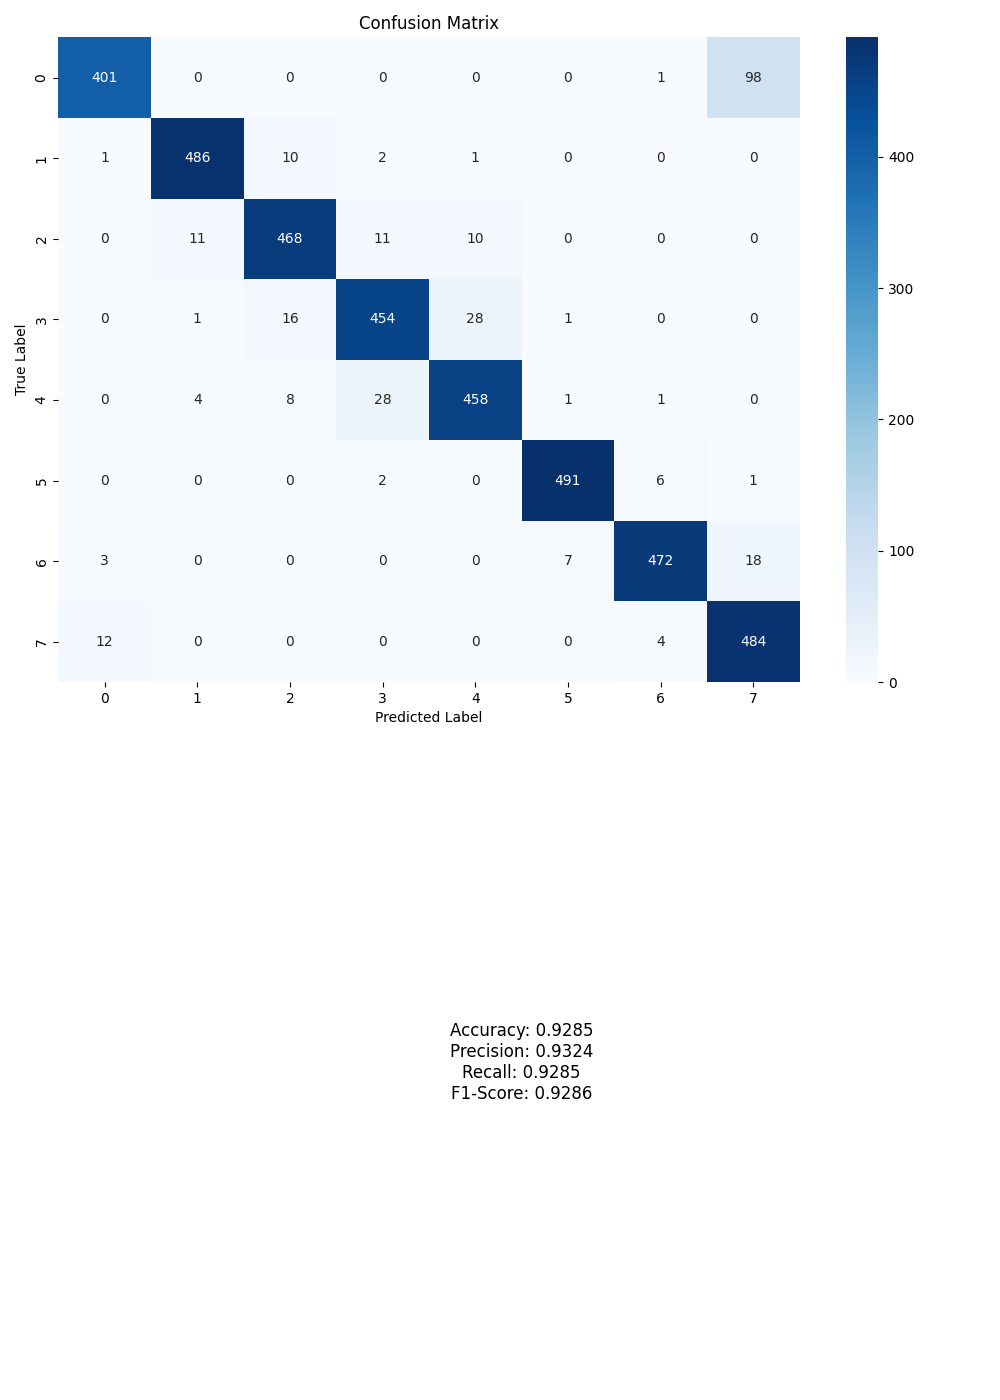 Confusion Matrix
True Label
0 401 0 0 0 0 0 1 98
1 1 486 10 2 1 0 0 0
2 0 11 468 11 10 0 0 0
3 0 1 16 454 28 1 0 0
4 0 4 8 28 458 1 1 0
5 0 0 0 2 0 491 6 1
6 3 0 0 0 0 7 472 18
7 12 0 0 0 0 0 4 484
0 1 2 3 4 5 6 7
Predicted Label
400
300
200
100
0
Accuracy: 0.9285
Precision: 0.9324
Recall: 0.9285
F1-Score: 0.9286